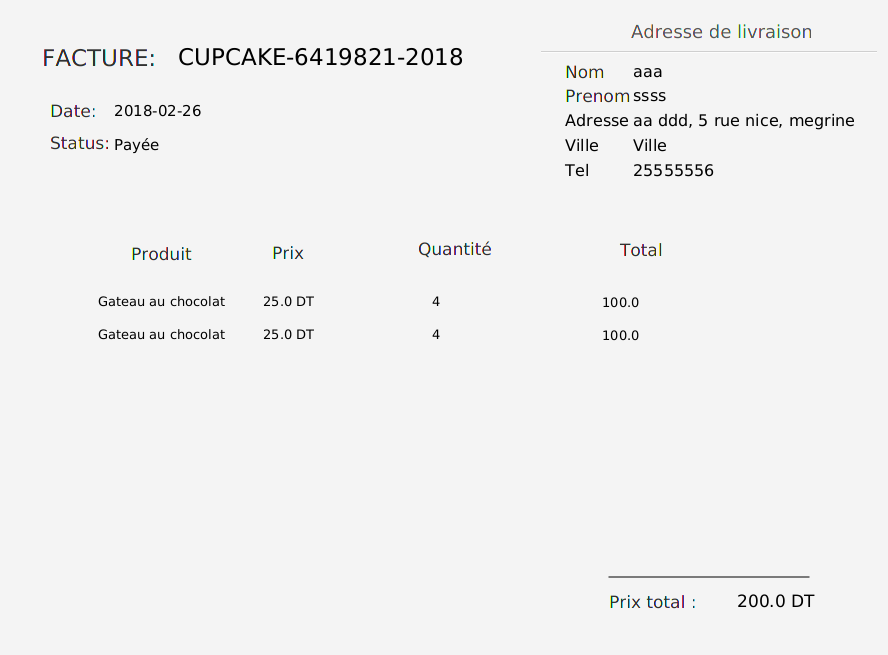 FACTURE: CUPCAKE-6419821-2018
Date: 2018-02-26
Status: Payée
Adresse de livraison
Nom aaa
Prenom ssss
Adresse aa ddd, 5 rue nice, megrine
Ville Ville
Tel 25555556
Produit Prix Quantité Total
Gateau au chocolat 25.0 DT 4 100.0
Gateau au chocolat 25.0 DT 4 100.0
Prix total : 200.0 DT